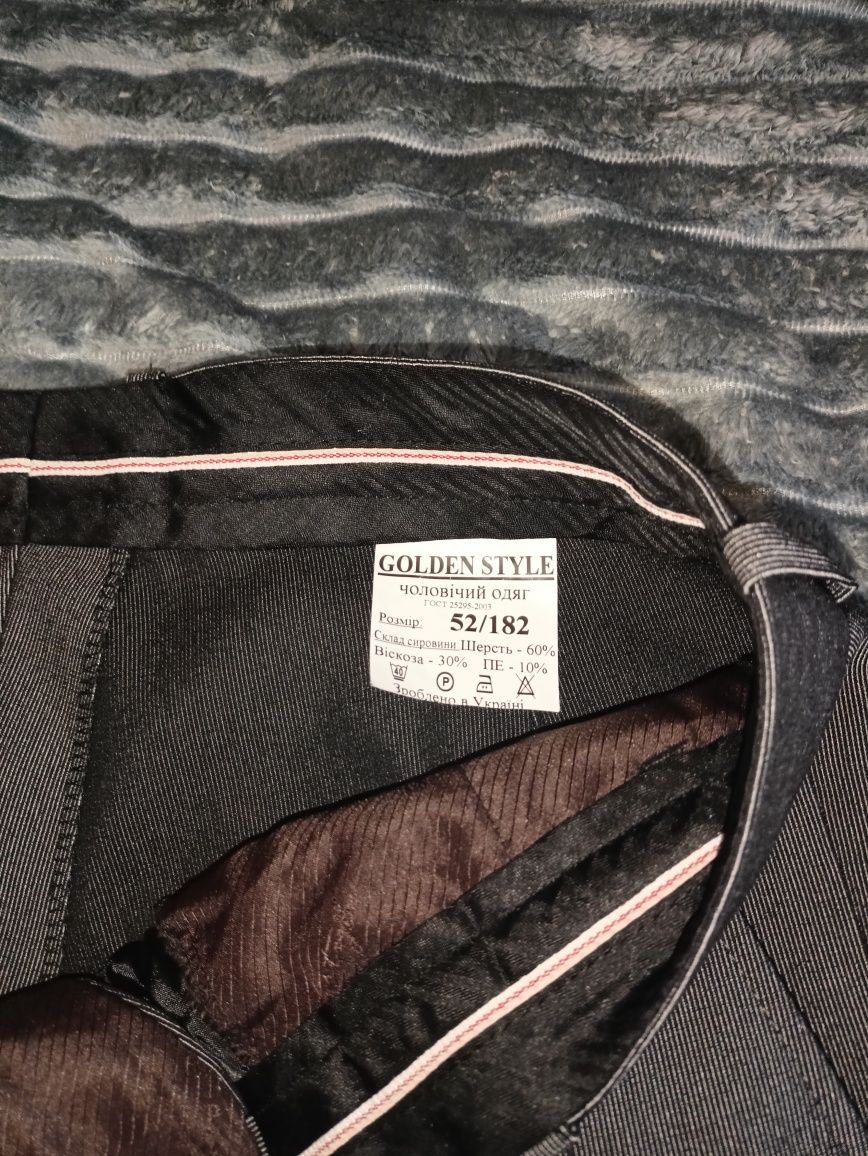 GOLDEN STYLE
чоловічий одяг
ГОСТ 25295-2003
Розмір: 52/182
Склад сировини Шерсть - 60%
Віскоза - 30% ПЕ - 10%
40 P
Зроблено в Україні